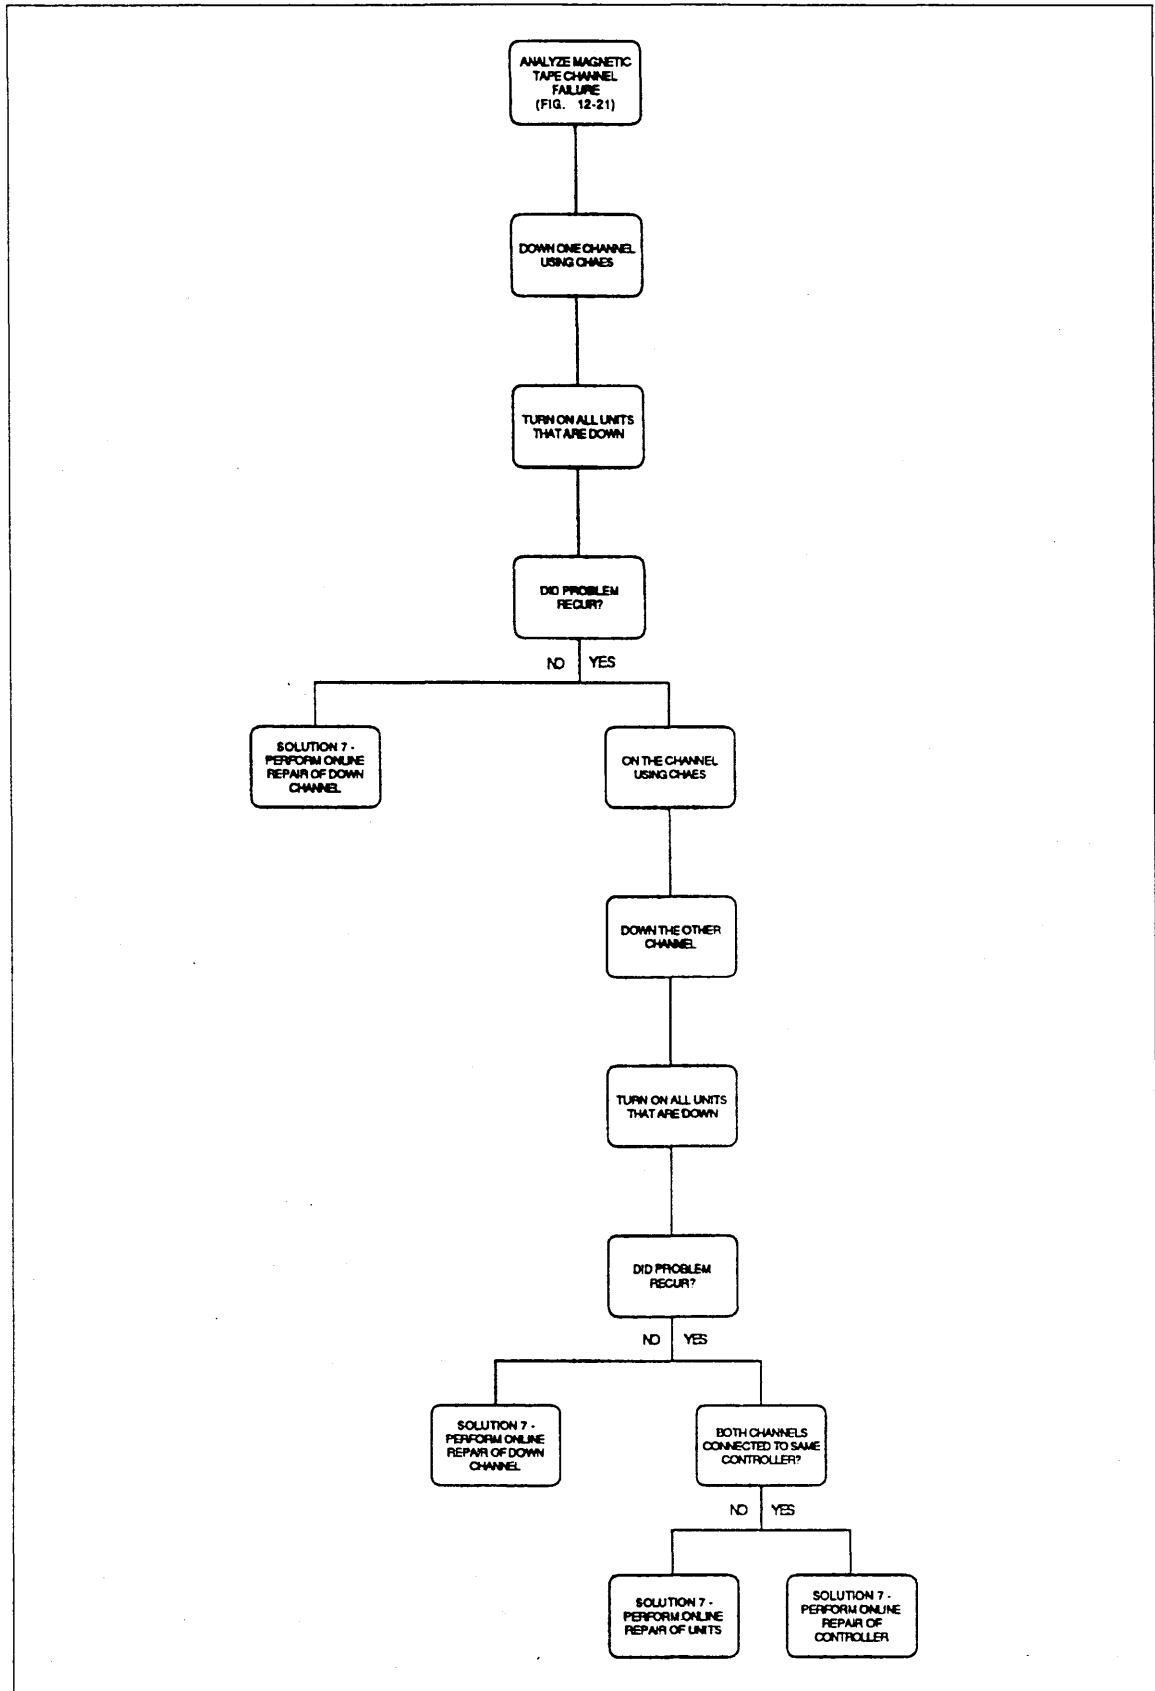 ANALYZE MAGNETIC
TAPE CHANNEL
FAILURE
(FIG. 12-21)
DOWN ONE CHANNEL
USING CHAES
TURN ON ALL UNITS
THAT ARE DOWN
DID PROBLEM
RECUR?
NO YES
SOLUTION 7 -
PERFORM ONLINE
REPAIR OF DOWN
CHANNEL
ON THE CHANNEL
USING CHAES
DOWN THE OTHER
CHANNEL
TURN ON ALL UNITS
THAT ARE DOWN
DID PROBLEM
RECUR?
NO YES
SOLUTION 7 -
PERFORM ONLINE
REPAIR OF DOWN
CHANNEL
BOTH CHANNELS
CONNECTED TO SAME
CONTROLLER?
NO YES
SOLUTION 7 -
PERFORM ONLINE
REPAIR OF UNITS
SOLUTION 7 -
PERFORM ONLINE
REPAIR OF
CONTROLLER